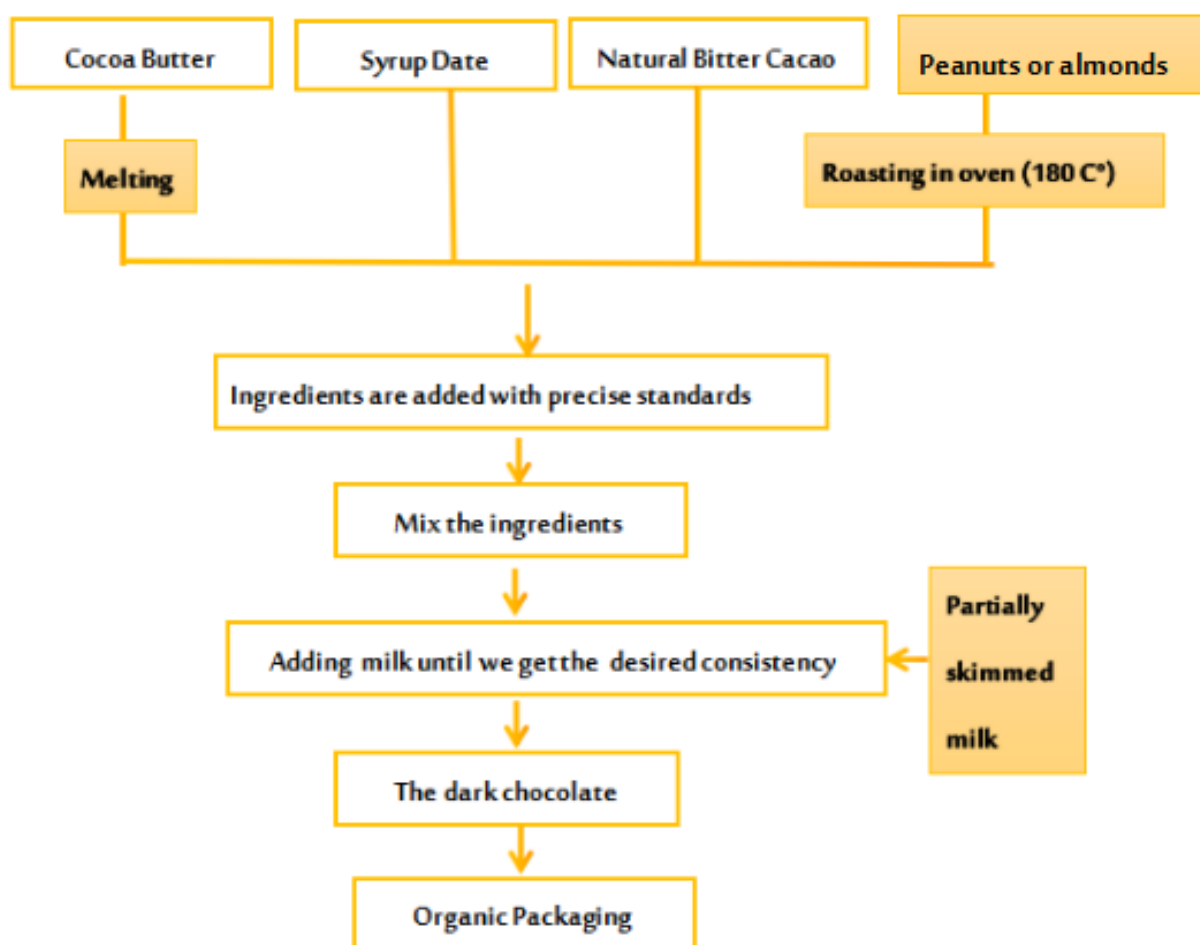 Cocoa Butter
Syrup Date
Natural Bitter Cacao
Peanuts or almonds
Melting
Roasting in oven (180 C°)
Ingredients are added with precise standards
Mix the ingredients
Adding milk until we get the desired consistency
Partially
skimmed
milk
The dark chocolate
Organic Packaging